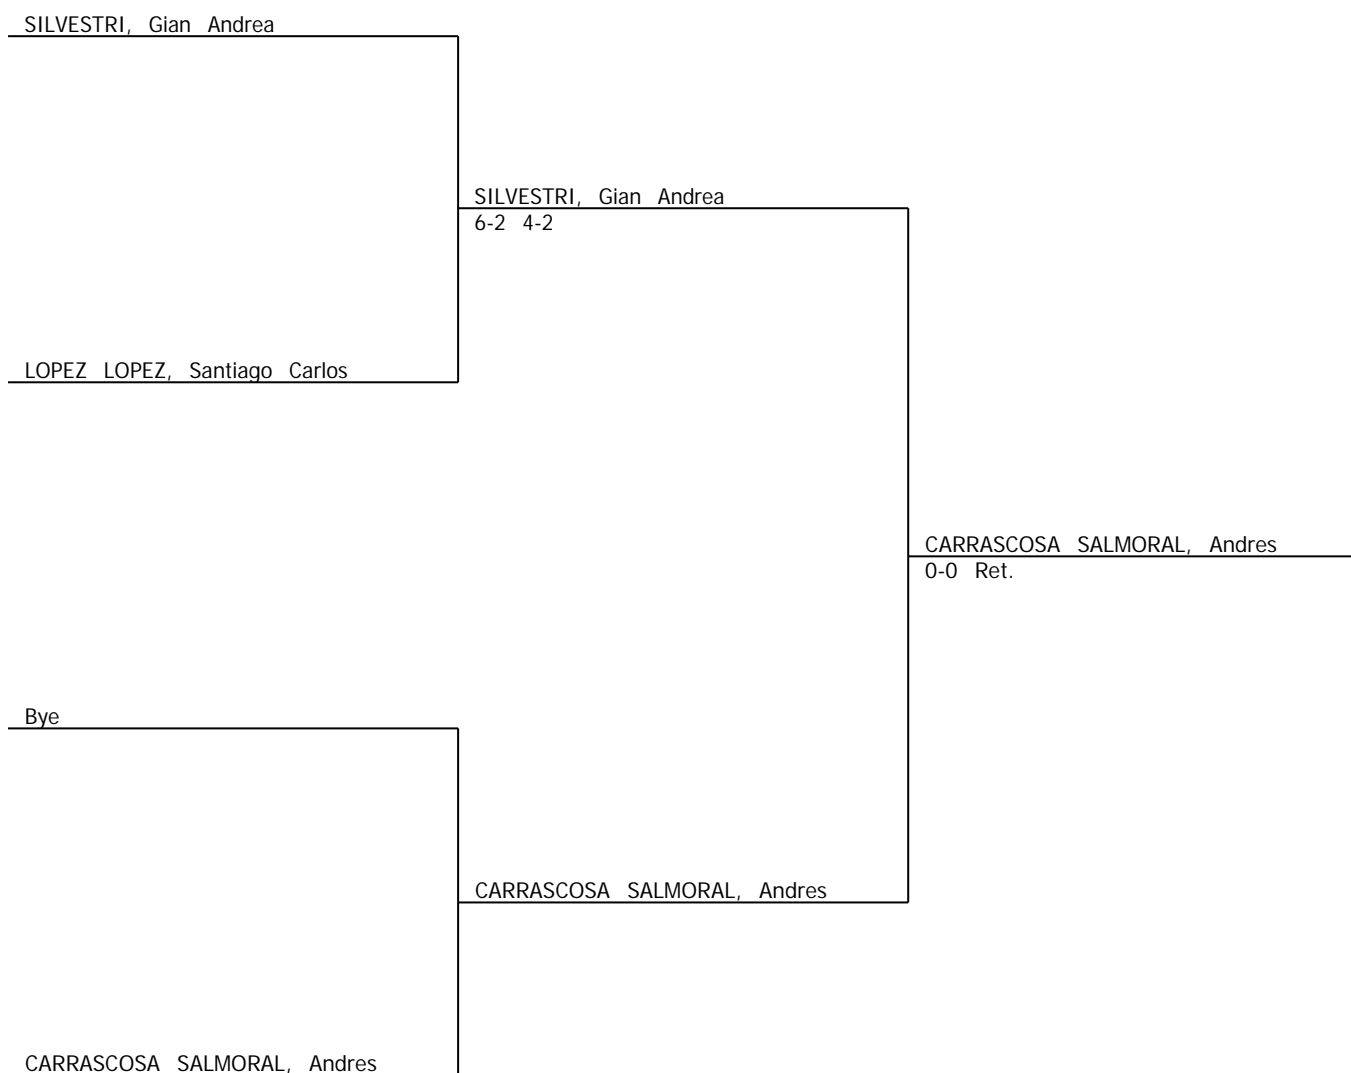 SILVESTRI, Gian Andrea
SILVESTRI, Gian Andrea
6-2 4-2
LOPEZ LOPEZ, Santiago Carlos
CARRASCOSA SALMORAL, Andres
0-0 Ret.
Bye
CARRASCOSA SALMORAL, Andres
CARRASCOSA SALMORAL, Andres